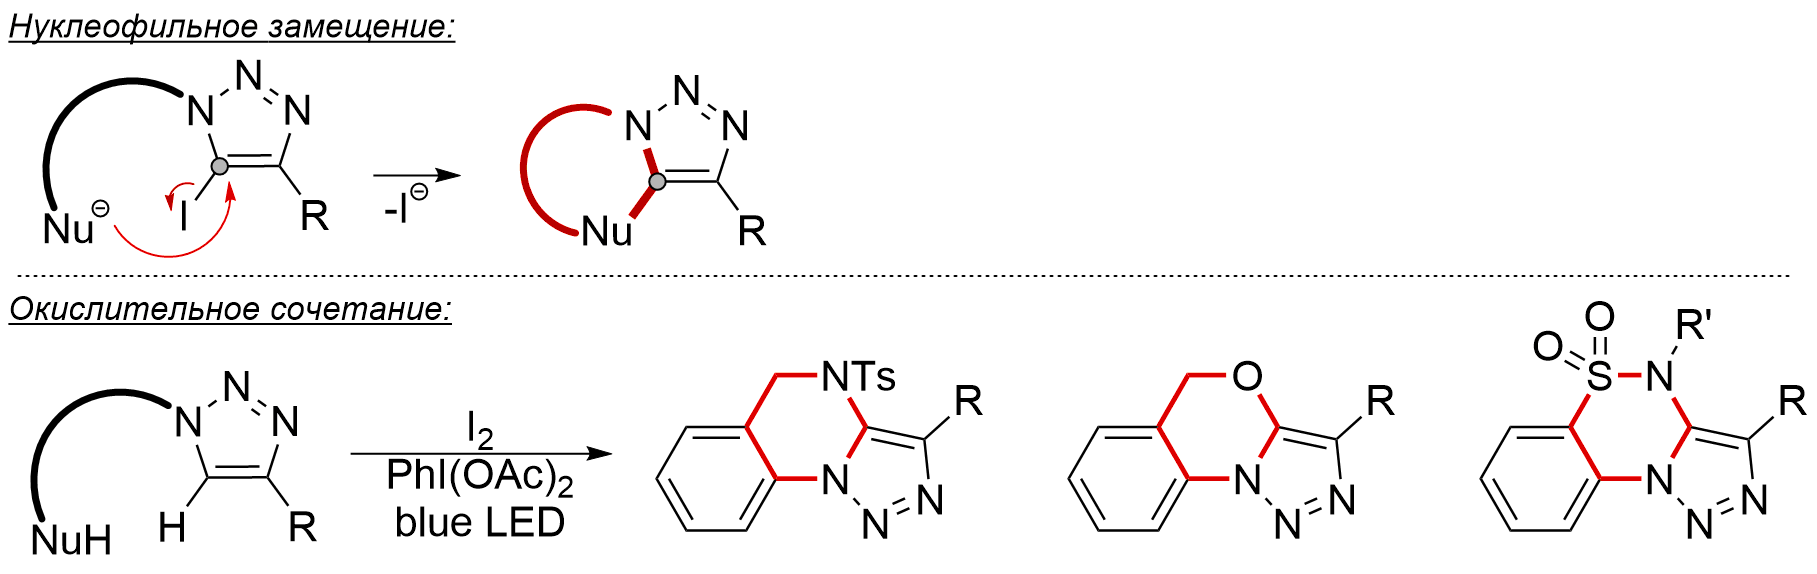 Нуклеофильное замещение:
N
N N
N N
N N
-I⊖
Nu⊖ I R
Nu R
Окислительное сочетание:
O R'
O
N
N N
NuH H R
I2
PhI(OAc)2
blue LED
NTs R
N N
N
O R
N N
N
S N R
N N
N